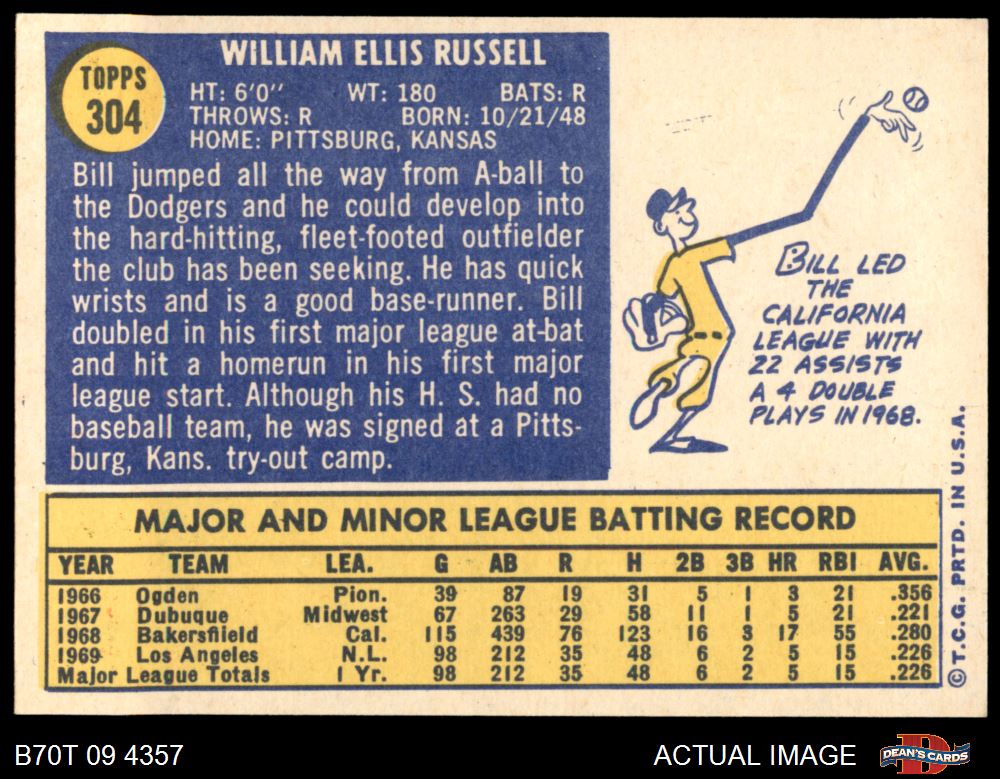 TOPPS
304
WILLIAM ELLIS RUSSELL
HT: 6'0" WT: 180 BATS: R
THROWS: R BORN: 10/21/48
HOME: PITTSBURG, KANSAS
Bill jumped all the way from A-ball to
the Dodgers and he could develop into
the hard-hitting, fleet-footed outfielder
the club has been seeking. He has quick
wrists and is a good base-runner. Bill
doubled in his first major league at-bat
and hit a homerun in his first major
league start. Although his H. S. had no
baseball team, he was signed at a Pitts-
burg, Kans. try-out camp.
BILL LED
THE
CALIFORNIA
LEAGUE WITH
22 ASSISTS
A 4 DOUBLE
PLAYS IN 1968.
MAJOR AND MINOR LEAGUE BATTING RECORD
YEAR TEAM LEA. G AB R H 2B 3B HR RBI AVG.
1966 Ogden Pion. 39 87 19 31 5 1 3 21 .356
1967 Dubuque Midwest 67 263 29 58 11 1 5 21 .221
1968 Bakersfiield Cal. 115 439 76 123 16 3 17 55 .280
1969 Los Angeles N.L. 98 212 35 48 6 2 5 15 .226
Major League Totals 1 Yr. 98 212 35 48 6 2 5 15 .226
©T.C.G. PRTD. IN U.S.A.
B70T 09 4357 ACTUAL IMAGE DEAN'S CARDS